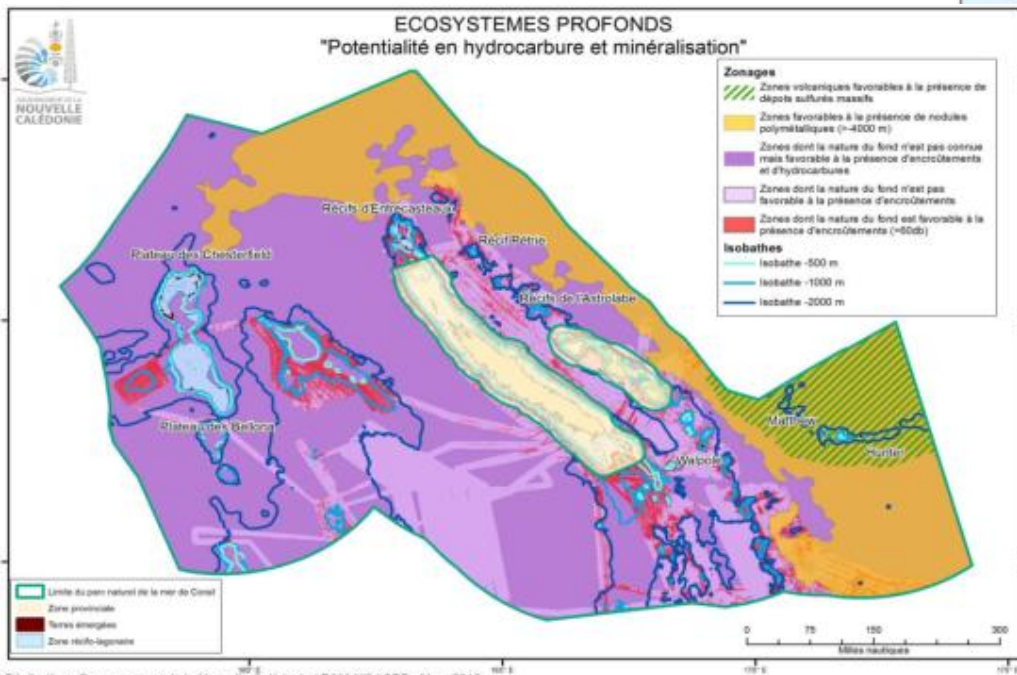 ECOSYSTEMES PROFONDS
"Potentialité en hydrocarbure et minéralisation"
GOUVERNEMENT DE LA
NOUVELLE
CALÉDONIE
Zonages
Zones volcaniques favorables à la présence de
dépots sulfurés massifs
Zones favorables à la présence de nodules
polymétalliques (>-4000 m)
Zones dont la nature du fond n'est pas connue
mais favorable à la présence d'encroûtements
et d'hydrocarbures
Zones dont la nature du fond n'est pas
favorable à la présence d'encroûtements
Zones dont la nature du fond est favorable à la
présence d'encroûtements
Isobathes
Isobathe -500 m
Isobathe -1000 m
Isobathe -2000 m
Récifs d'Entrecasteaux
Récif Pétrie
Plateau des Chesterfield
Récifs de l'Astrolabe
Plateau des Bellona
Matthew
Hunter
Walpole
Limite du parc naturel de la mer de Corail
Zone provinciale
Terres émergées
Zone récifo-lagonaire
0 75 150 300
Milles nautiques